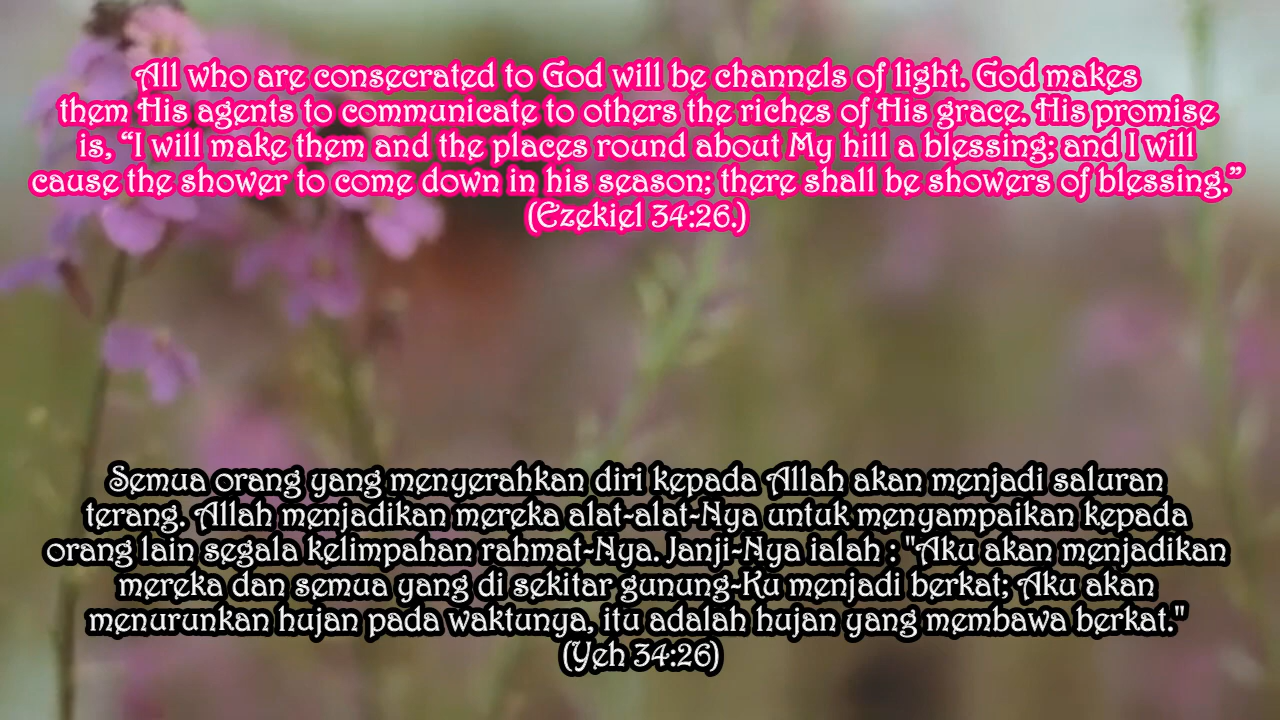 All who are consecrated to God will be channels of light. God makes
them His agents to communicate to others the riches of His grace. His promise
is, “I will make them and the places round about My hill a blessing; and I will
cause the shower to come down in his season; there shall be showers of blessing.”
(Ezekiel 34:26.)
Semua orang yang menyerahkan diri kepada Allah akan menjadi saluran
terang. Allah menjadikan mereka alat-alat-Nya untuk menyampaikan kepada
orang lain segala kelimpahan rahmat-Nya. Janji-Nya ialah : "Aku akan menjadikan
mereka dan semua yang di sekitar gunung-Ku menjadi berkat; Aku akan
menurunkan hujan pada waktunya, itu adalah hujan yang membawa berkat."
(Yeh 34:26)